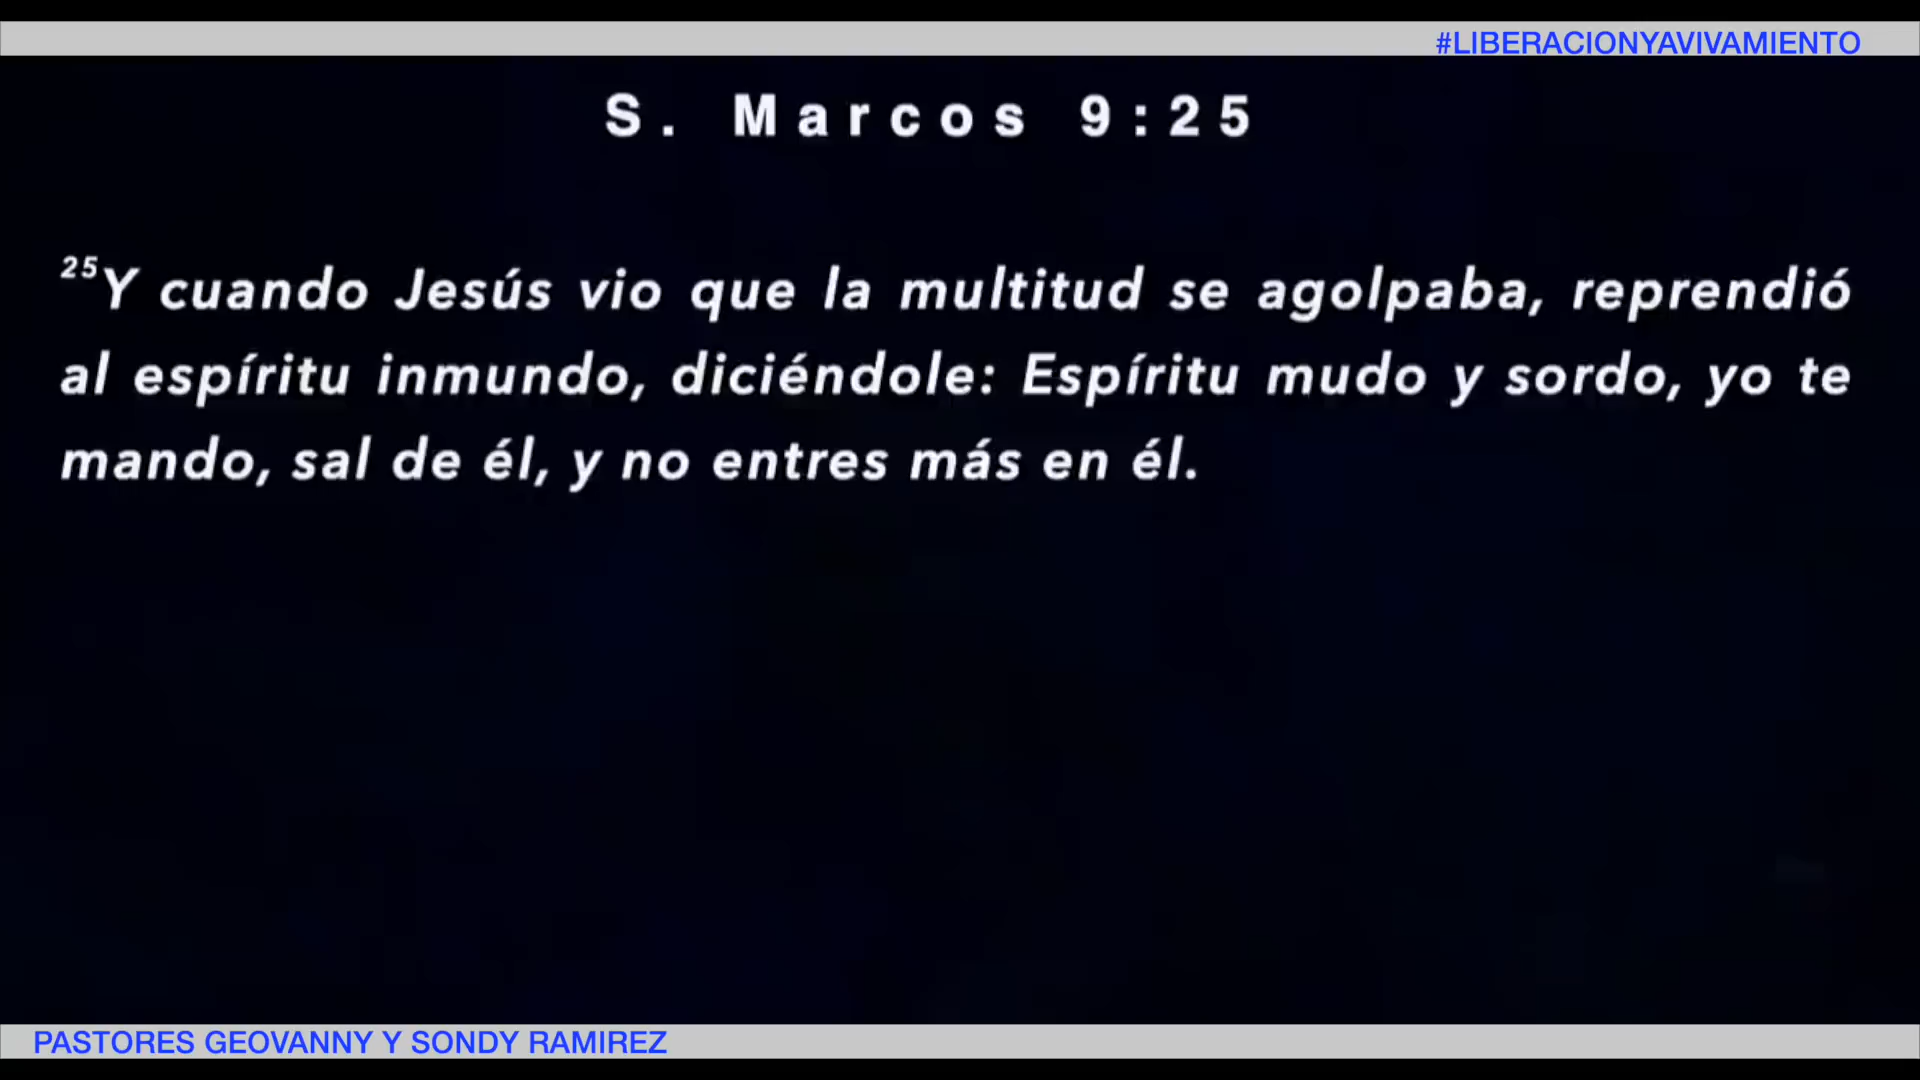 #LIBERACIONYAVIVAMIENTO
S. Marcos 9:25
25Y cuando Jesús vio que la multitud se agolpaba, reprendió
al espíritu inmundo, diciéndole: Espíritu mudo y sordo, yo te
mando, sal de él, y no entres más en él.
PASTORES GEOVANNY Y SONDY RAMIREZ